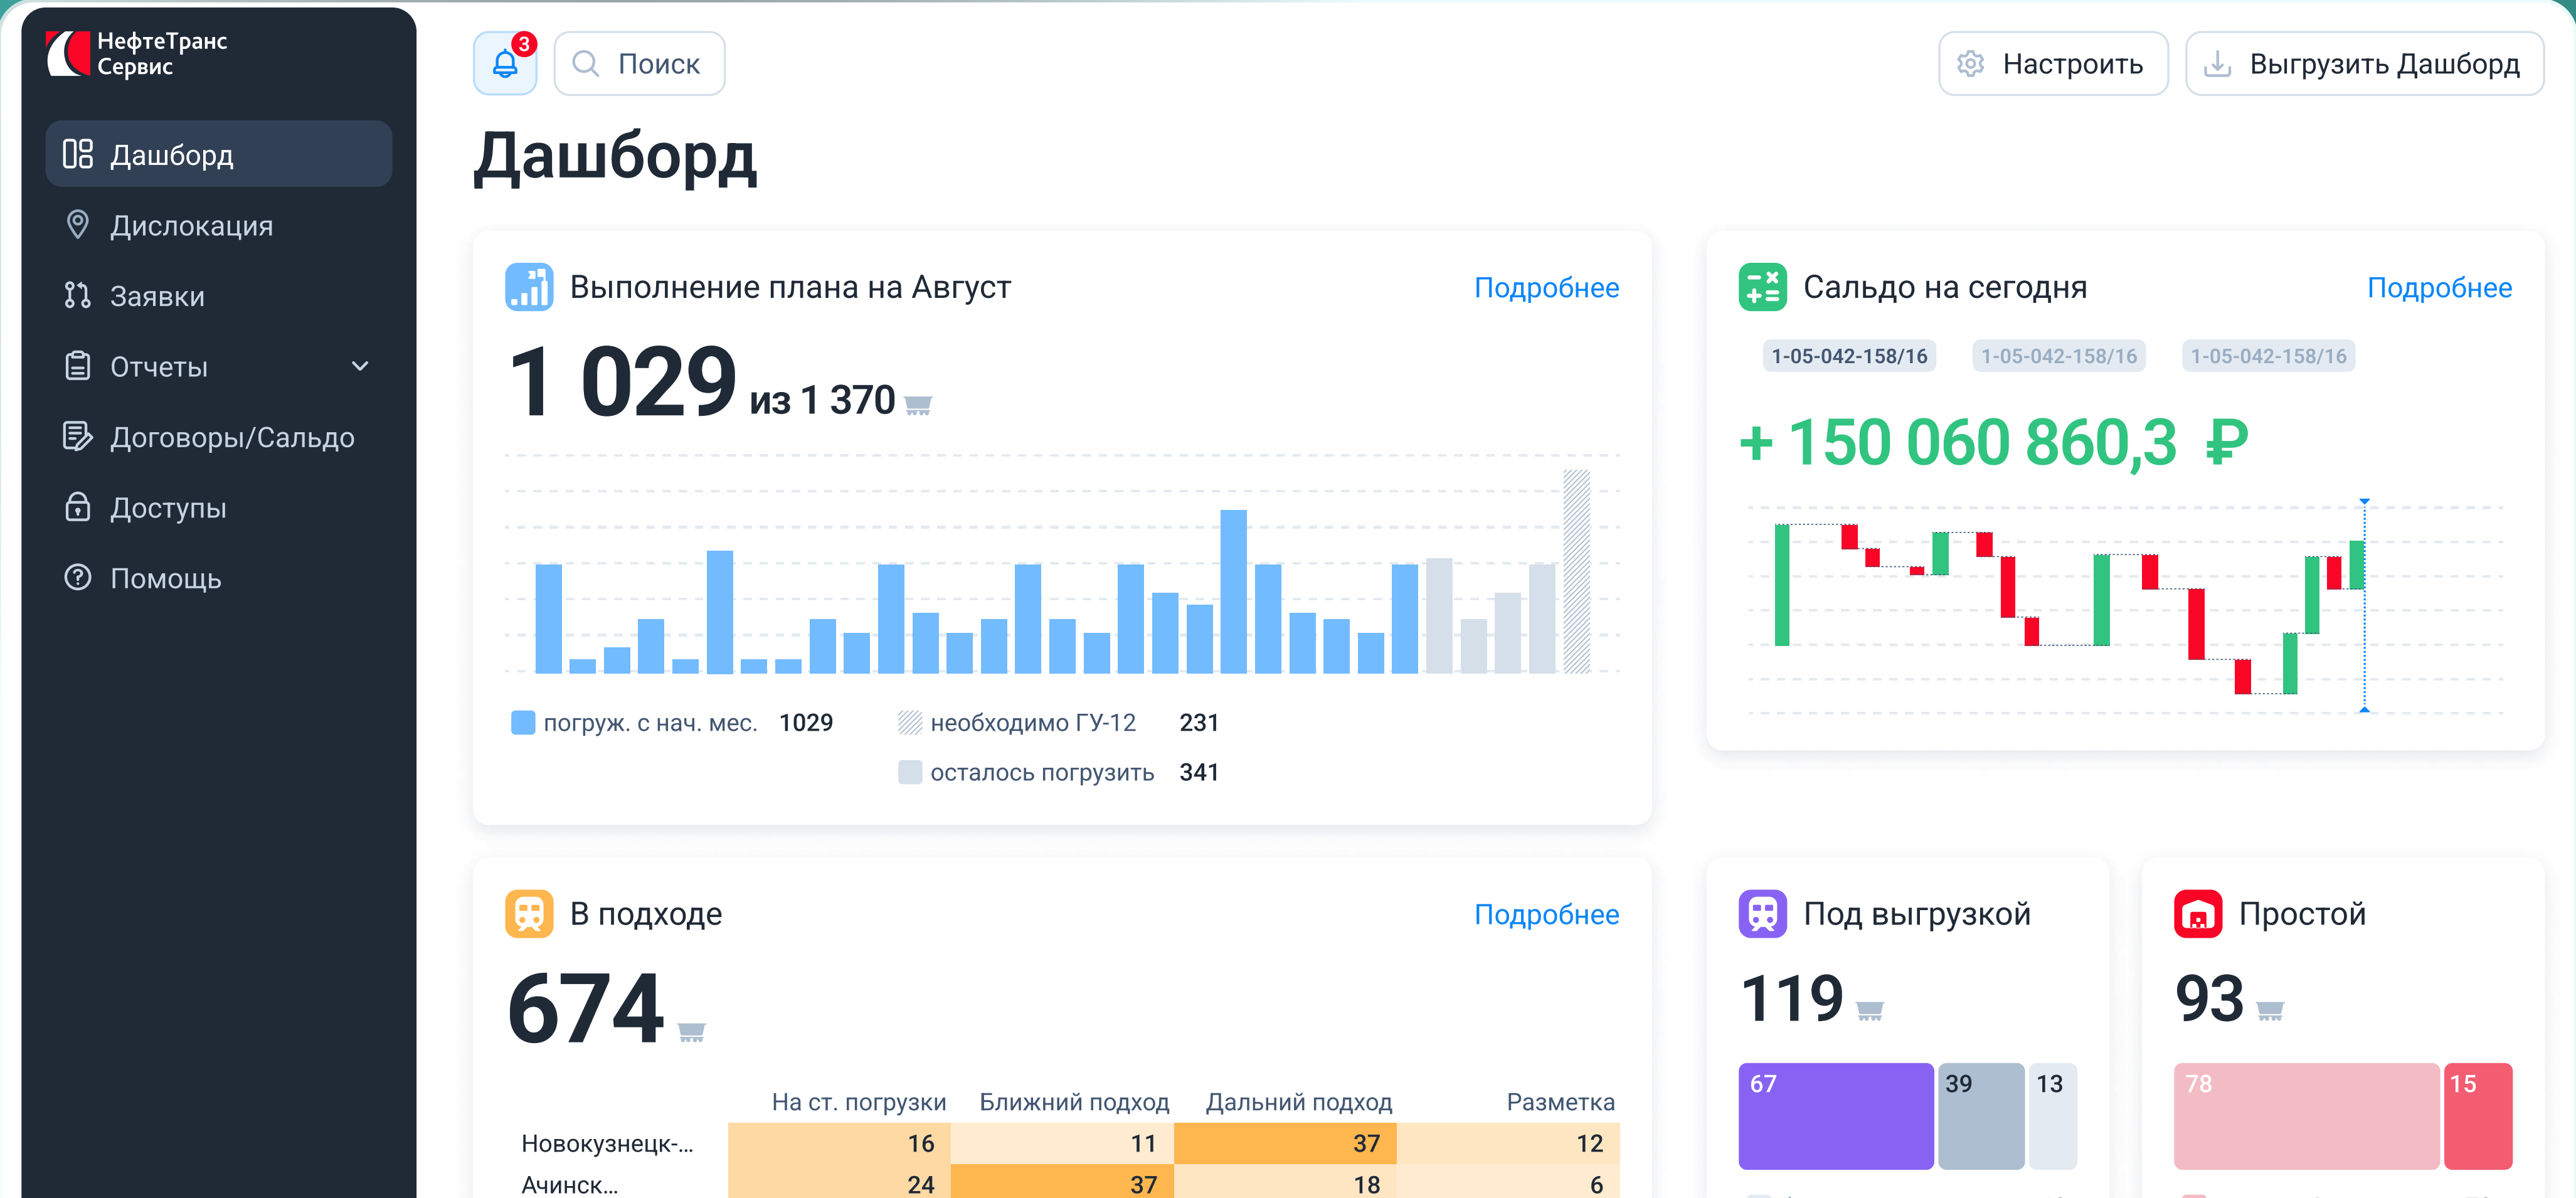 НефтеТранс
Сервис
Дашборд
Дислокация
Заявки
Отчеты
Договоры/Сальдо
Доступы
Помощь
3
Поиск
Настроить
Выгрузить Дашборд
Дашборд
Выполнение плана на Август
Подробнее
1 029 из 1 370
погруж. с нач. мес. 1029
необходимо ГУ-12 231
осталось погрузить 341
Сальдо на сегодня
Подробнее
1-05-042-158/16 1-05-042-158/16 1-05-042-158/16
+ 150 060 860,3 ₽
В подходе
Подробнее
674
На ст. погрузки Ближний подход Дальний подход Разметка
Новокузнецк-... 16 11 37 12
Ачинск... 24 37 18 6
Под выгрузкой
119
67 39 13
Простой
93
78 15